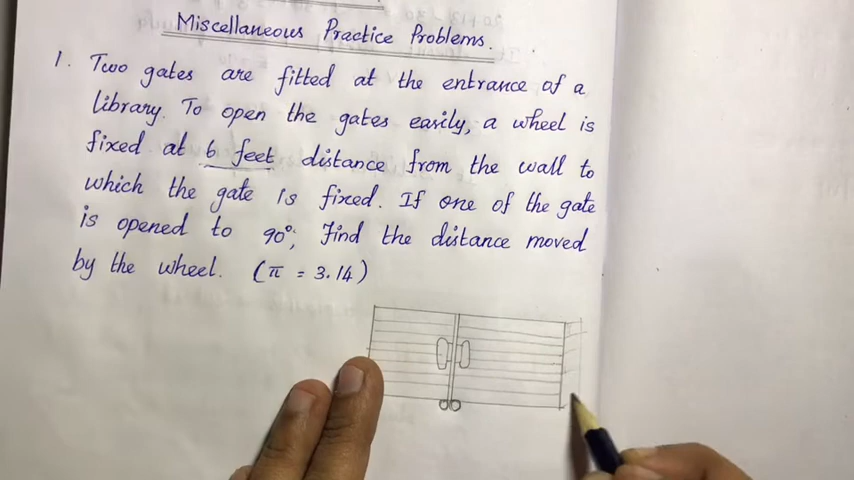 Miscellaneous Practice Problems.
1. Two gates are fitted at the entrance of a
library. To open the gates easily, a wheel is
fixed at 6 feet distance from the wall to
which the gate is fixed. If one of the gate
is opened to 90°, find the distance moved
by the wheel. (π = 3.14)